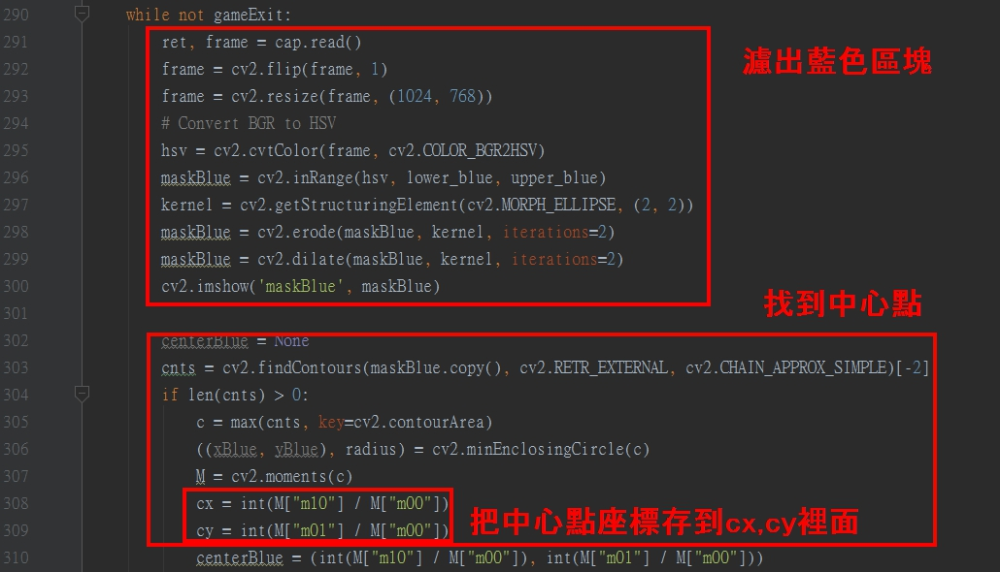 290 while not gameExit:
291 ret, frame = cap.read()
292 frame = cv2.flip(frame, 1)
濾出藍色區塊
293 frame = cv2.resize(frame, (1024, 768))
294 # Convert BGR to HSV
295 hsv = cv2.cvtColor(frame, cv2.COLOR_BGR2HSV)
296 maskBlue = cv2.inRange(hsv, lower_blue, upper_blue)
297 kernel = cv2.getStructuringElement(cv2.MORPH_ELLIPSE, (2, 2))
298 maskBlue = cv2.erode(maskBlue, kernel, iterations=2)
299 maskBlue = cv2.dilate(maskBlue, kernel, iterations=2)
300 cv2.imshow('maskBlue', maskBlue)
找到中心點
301
302 centerBlue = None
303 cnts = cv2.findContours(maskBlue.copy(), cv2.RETR_EXTERNAL, cv2.CHAIN_APPROX_SIMPLE)[-2]
304 if len(cnts) > 0:
305 c = max(cnts, key=cv2.contourArea)
306 ((xBlue, yBlue), radius) = cv2.minEnclosingCircle(c)
307 M = cv2.moments(c)
308 cx = int(M["m10"] / M["m00"])
309 cy = int(M["m01"] / M["m00"])
把中心點座標存到cx,cy裡面
310 centerBlue = (int(M["m10"] / M["m00"]), int(M["m01"] / M["m00"]))